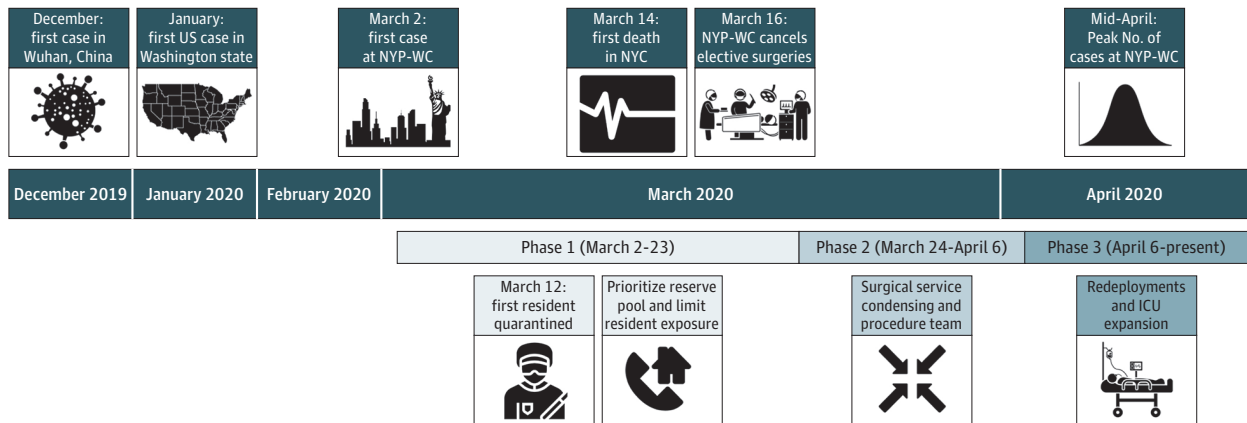 December:
first case in
Wuhan, China
January:
first US case in
Washington state
March 2:
first case
at NYP-WC
March 14:
first death
in NYC
March 16:
NYP-WC cancels
elective surgeries
Mid-April:
Peak No. of
cases at NYP-WC
December 2019
January 2020
February 2020
March 2020
April 2020
Phase 1 (March 2-23)
Phase 2 (March 24-April 6)
Phase 3 (April 6-present)
March 12:
first resident
quarantined
Prioritize reserve
pool and limit
resident exposure
Surgical service
condensing and
procedure team
Redeployments
and ICU
expansion